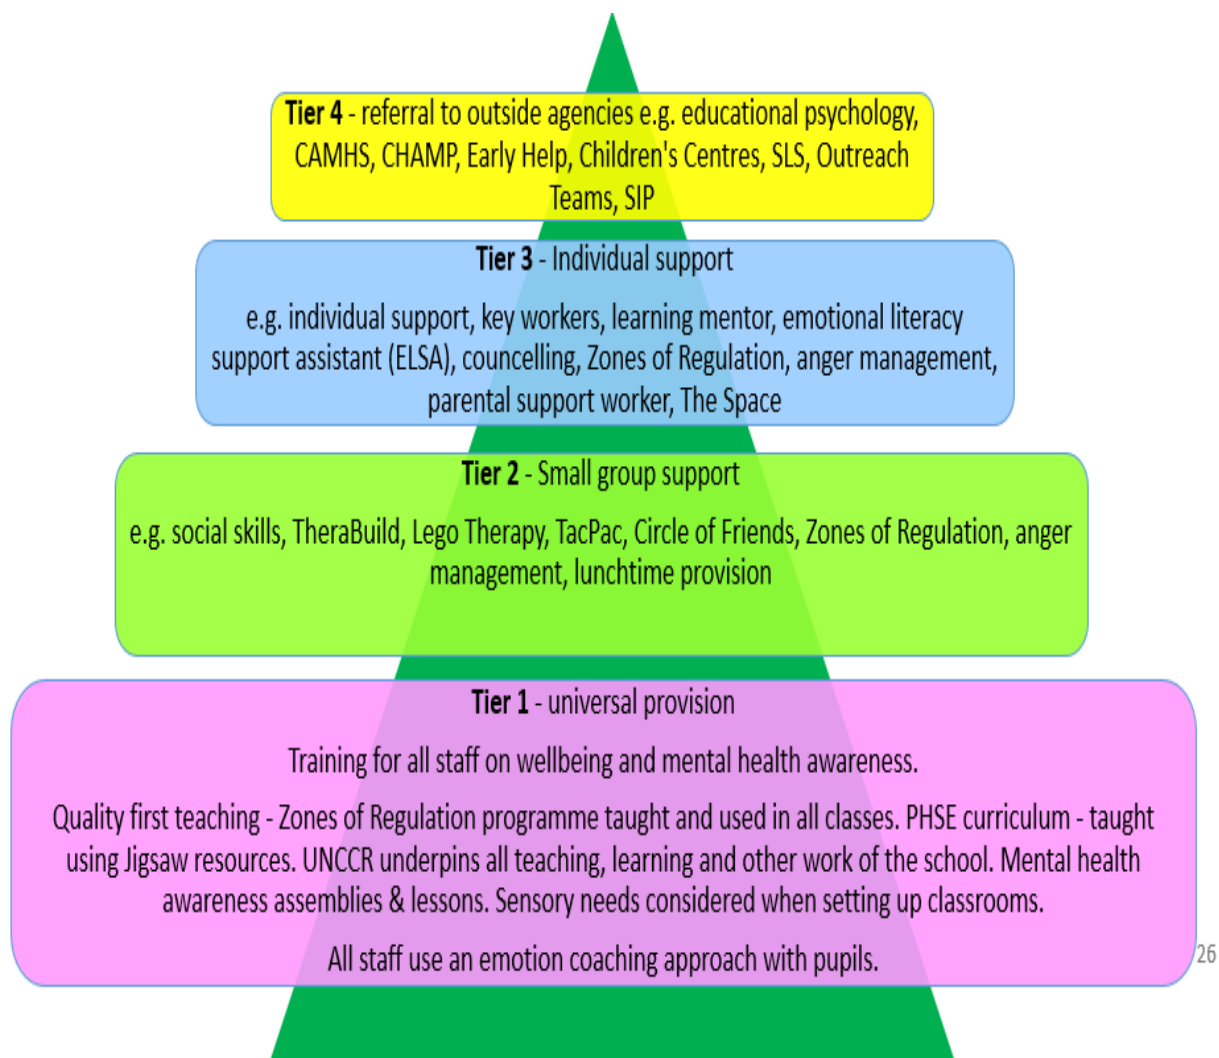 Tier 4 - referral to outside agencies e.g. educational psychology,
CAMHS, CHAMP, Early Help, Children's Centres, SLS, Outreach
Teams, SIP
Tier 3 - Individual support
e.g. individual support, key workers, learning mentor, emotional literacy
support assistant (ELSA), councelling, Zones of Regulation, anger management,
parental support worker, The Space
Tier 2 - Small group support
e.g. social skills, TheraBuild, Lego Therapy, TacPac, Circle of Friends, Zones of Regulation, anger
management, lunchtime provision
Tier 1 - universal provision
Training for all staff on wellbeing and mental health awareness.
Quality first teaching - Zones of Regulation programme taught and used in all classes. PHSE curriculum - taught
using Jigsaw resources. UNCCR underpins all teaching, learning and other work of the school. Mental health
awareness assemblies & lessons. Sensory needs considered when setting up classrooms.
All staff use an emotion coaching approach with pupils.
26